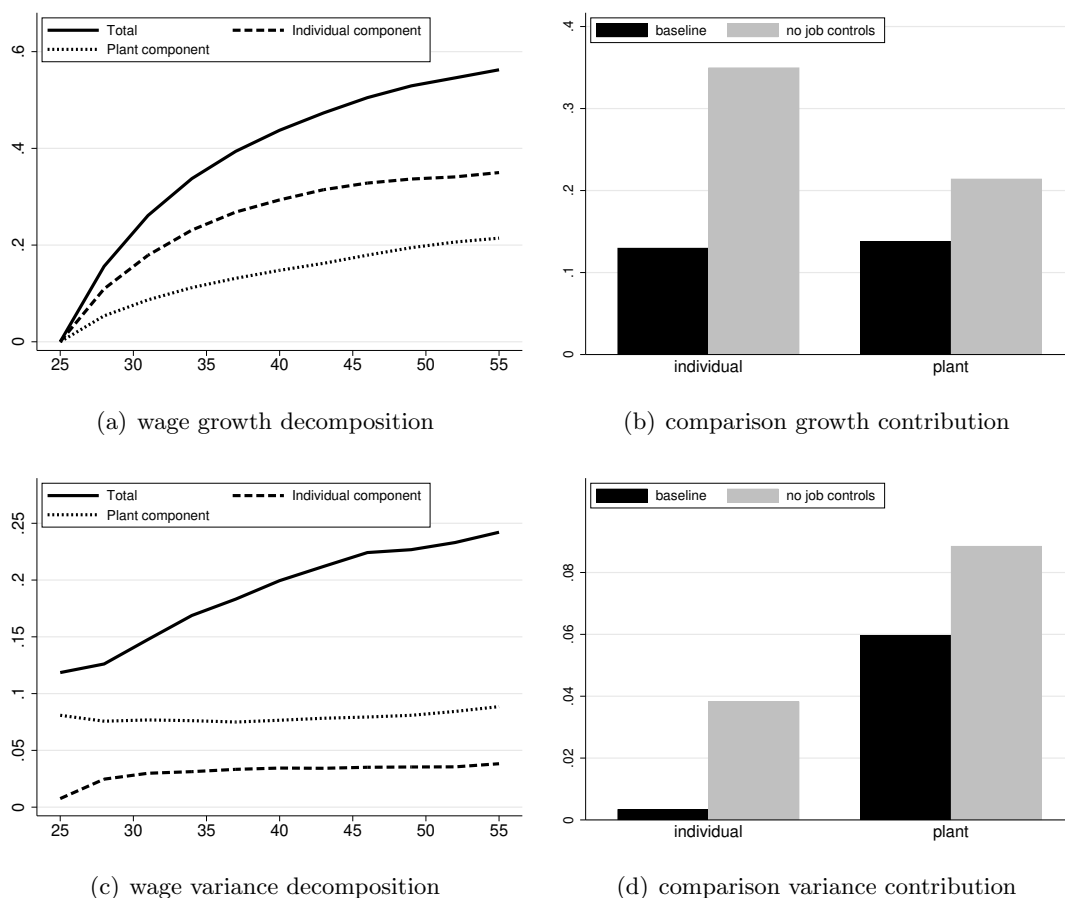 Total
Individual component
Plant component
.6
.4
.2
0
25 30 35 40 45 50 55
(a) wage growth decomposition
baseline
no job controls
.4
.3
.2
.1
0
individual plant
(b) comparison growth contribution
Total
Individual component
Plant component
.25
.2
.15
.1
.05
0
25 30 35 40 45 50 55
(c) wage variance decomposition
baseline
no job controls
.08
.06
.04
.02
0
individual plant
(d) comparison variance contribution